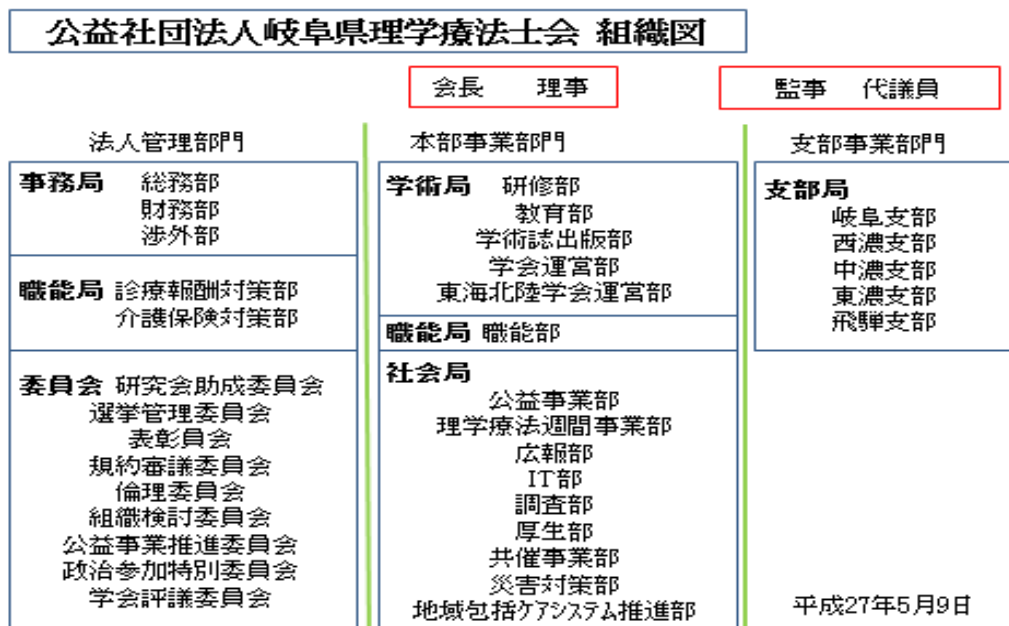 公益社団法人岐阜県理学療法士会 組織図
会長 理事
監事 代議員
法人管理部門
事務局 総務部
財務部
渉外部
職能局 診療報酬対策部
介護保険対策部
委員会 研究会助成委員会
選挙管理委員会
表彰員会
規約審議委員会
倫理委員会
組織検討委員会
公益事業推進委員会
政治参加特別委員会
学会評議委員会
本部事業部門
学術局 研修部
教育部
学術誌出版部
学会運営部
東海北陸学会運営部
職能局 職能部
社会局
公益事業部
理学療法週間事業部
広報部
IT部
調査部
厚生部
共催事業部
災害対策部
地域包括ケアシステム推進部
支部事業部門
支部局
岐阜支部
西濃支部
中濃支部
東濃支部
飛騨支部
平成27年5月9日